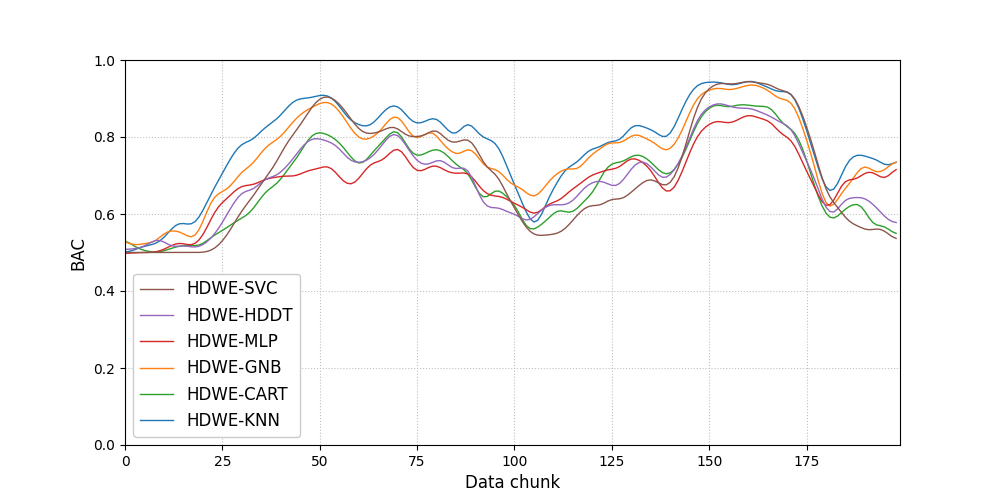 1.0
0.8
0.6
0.4
0.2
0.0
BAC
HDWE-SVC
HDWE-HDDT
HDWE-MLP
HDWE-GNB
HDWE-CART
HDWE-KNN
0 25 50 75 100 125 150 175
Data chunk